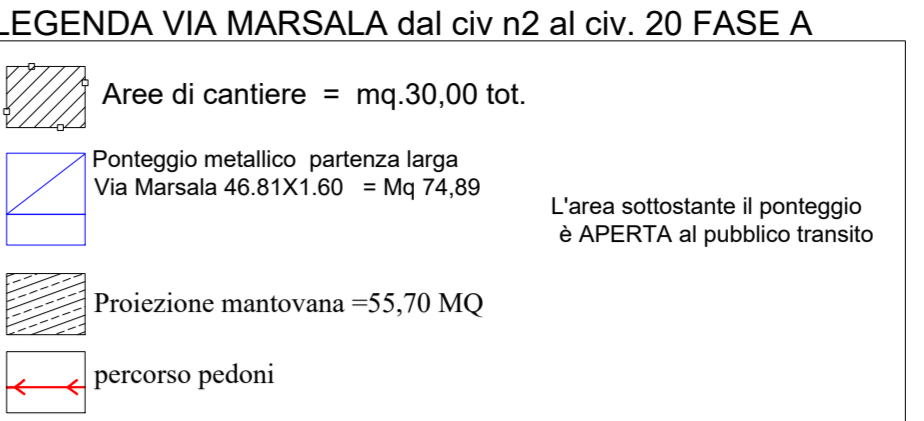 LEGENDA VIA MARSALA dal civ n2 al civ. 20 FASE A
Aree di cantiere = mq.30,00 tot.
Ponteggio metallico partenza larga
Via Marsala 46.81X1.60 = Mq 74,89
L'area sottostante il ponteggio
è APERTA al pubblico transito
Proiezione mantovana =55,70 MQ
percorso pedoni